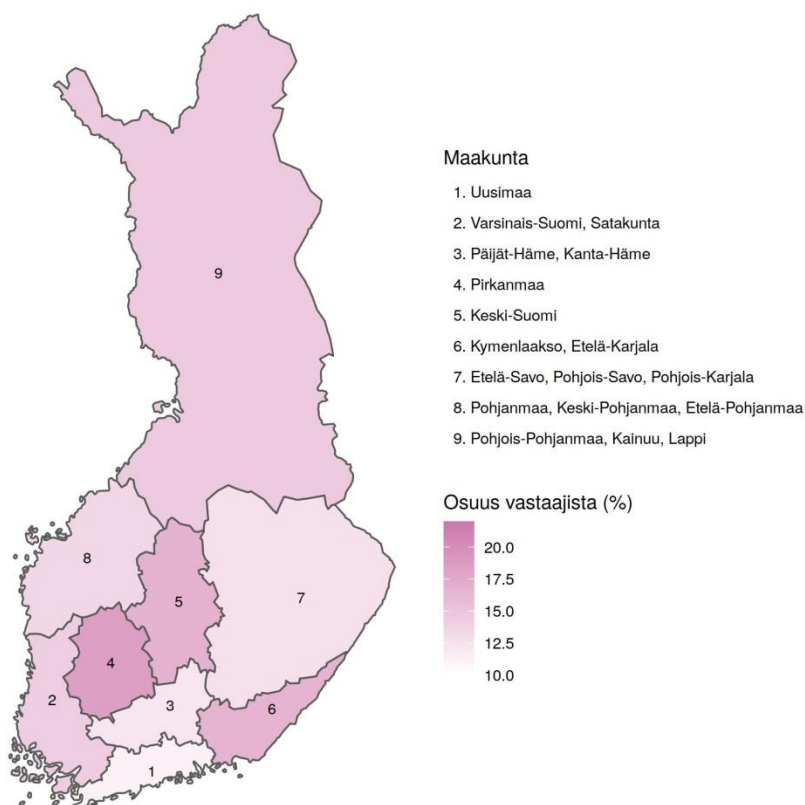 Maakunta
1. Uusimaa
2. Varsinais-Suomi, Satakunta
3. Päijät-Häme, Kanta-Häme
4. Pirkanmaa
5. Keski-Suomi
6. Kymenlaakso, Etelä-Karjala
7. Etelä-Savo, Pohjois-Savo, Pohjois-Karjala
8. Pohjanmaa, Keski-Pohjanmaa, Etelä-Pohjanmaa
9. Pohjois-Pohjanmaa, Kainuu, Lappi
Osuus vastaajista (%)
20.0
17.5
15.0
12.5
10.0
9
8
5
7
4
2
3
6
1